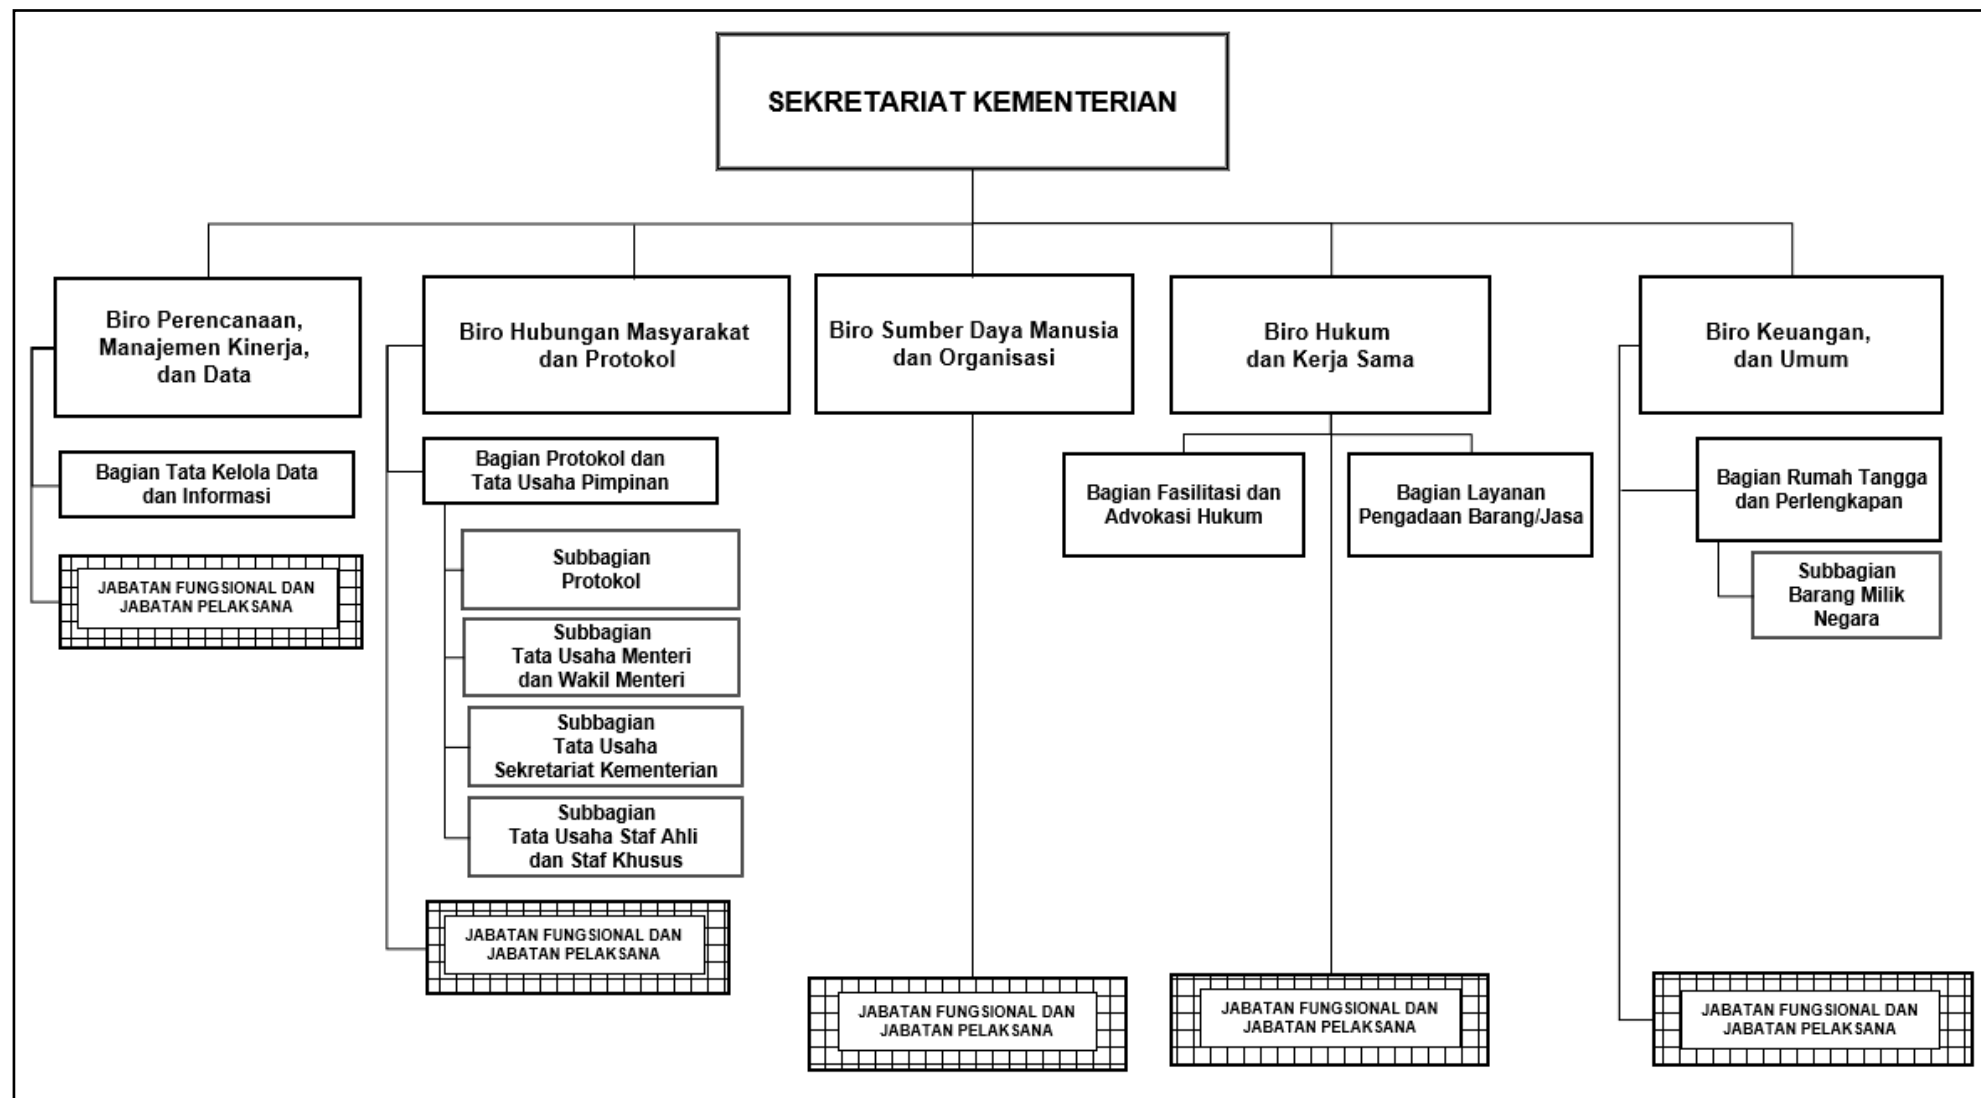 SEKRETARIAT KEMENTERIAN
Biro Perencanaan,
Manajemen Kinerja,
dan Data
Biro Hubungan Masyarakat
dan Protokol
Biro Sumber Daya Manusia
dan Organisasi
Biro Hukum
dan Kerja Sama
Biro Keuangan,
dan Umum
Bagian Tata Kelola Data
dan Informasi
JABATAN FUNGSIONAL DAN
JABATAN PELAKSANA
Bagian Protokol dan
Tata Usaha Pimpinan
Subbagian
Protokol
Subbagian
Tata Usaha Menteri
dan Wakil Menteri
Subbagian
Tata Usaha
Sekretariat Kementerian
Subbagian
Tata Usaha Staf Ahli
dan Staf Khusus
JABATAN FUNGSIONAL DAN
JABATAN PELAKSANA
JABATAN FUNGSIONAL DAN
JABATAN PELAKSANA
Bagian Fasilitasi dan
Advokasi Hukum
Bagian Layanan
Pengadaan Barang/Jasa
JABATAN FUNGSIONAL DAN
JABATAN PELAKSANA
Bagian Rumah Tangga
dan Perlengkapan
Subbagian
Barang Milik
Negara
JABATAN FUNGSIONAL DAN
JABATAN PELAKSANA